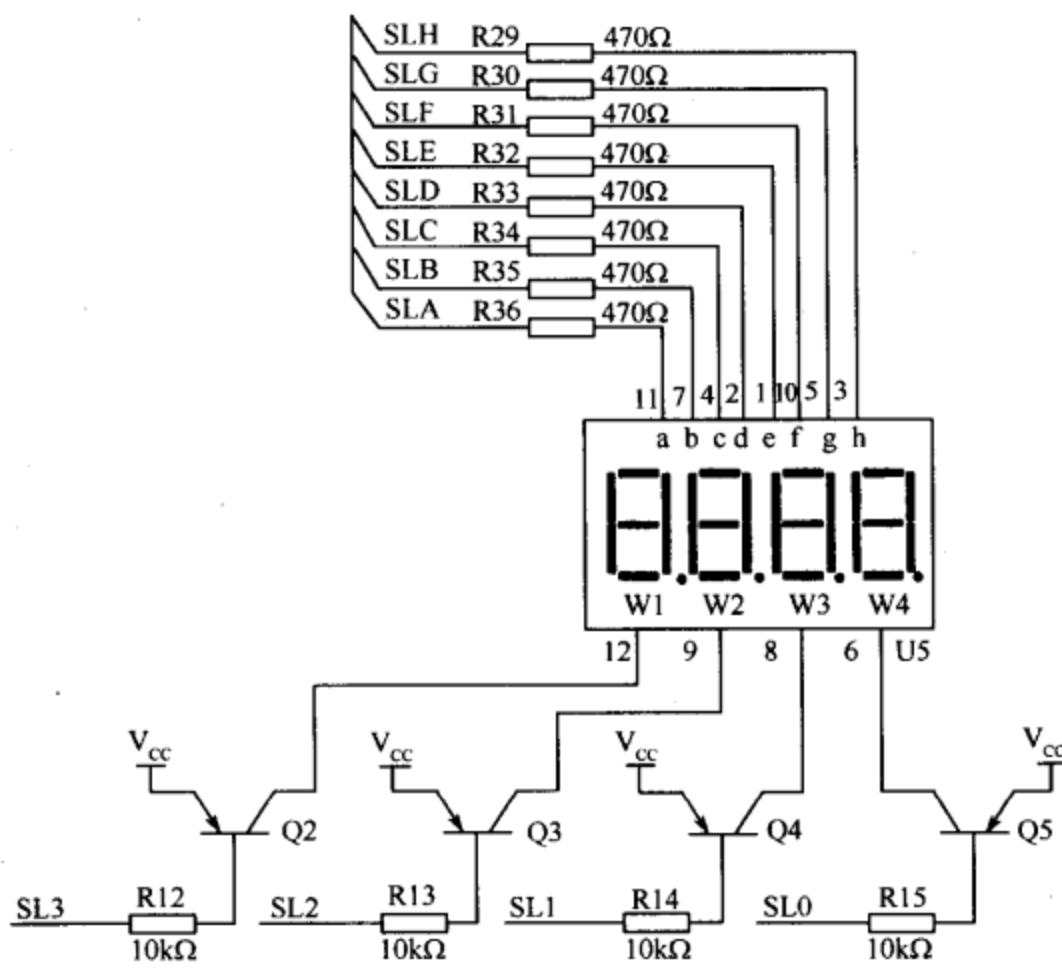 SLH R29 470Ω
SLG R30 470Ω
SLF R31 470Ω
SLE R32 470Ω
SLD R33 470Ω
SLC R34 470Ω
SLB R35 470Ω
SLA R36 470Ω
11 7 4 2 1 10 5 3
a b c d e f g h
W1 W2 W3 W4
12 9 8 6 U5
Vcc Vcc Vcc Vcc
Q2 Q3 Q4 Q5
SL3 R12 SL2 R13 SL1 R14 SL0 R15
10kΩ 10kΩ 10kΩ 10kΩ